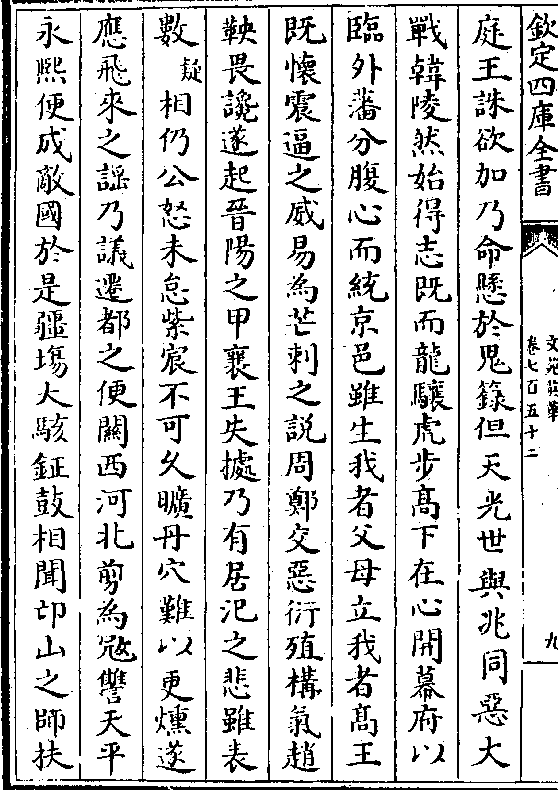 欽定四庫全書
文苑英華
卷七百五十二
九
庭王誅欲加乃命懸於鬼籙但天光世與兆同惡大
戰韓陵然始得志既而龍驤虎步髙下在心開幕府以
臨外藩分腹心而統京邑雖生我者父母立我者髙王
既懷震逼之威易為芒刺之説周鄭交惡衍殖構氣趙
鞅畏讒遂起晉陽之甲襄王失據乃有居汜之悲雖表
數疑相仍公怒未怠紫宸不可久曠丹穴難以更燻遂
應飛來之謡乃議遷都之便闗西河北剪為冦讐天平
永熙便成敵國於是疆埸大駭鉦鼓相聞邙山之師扶